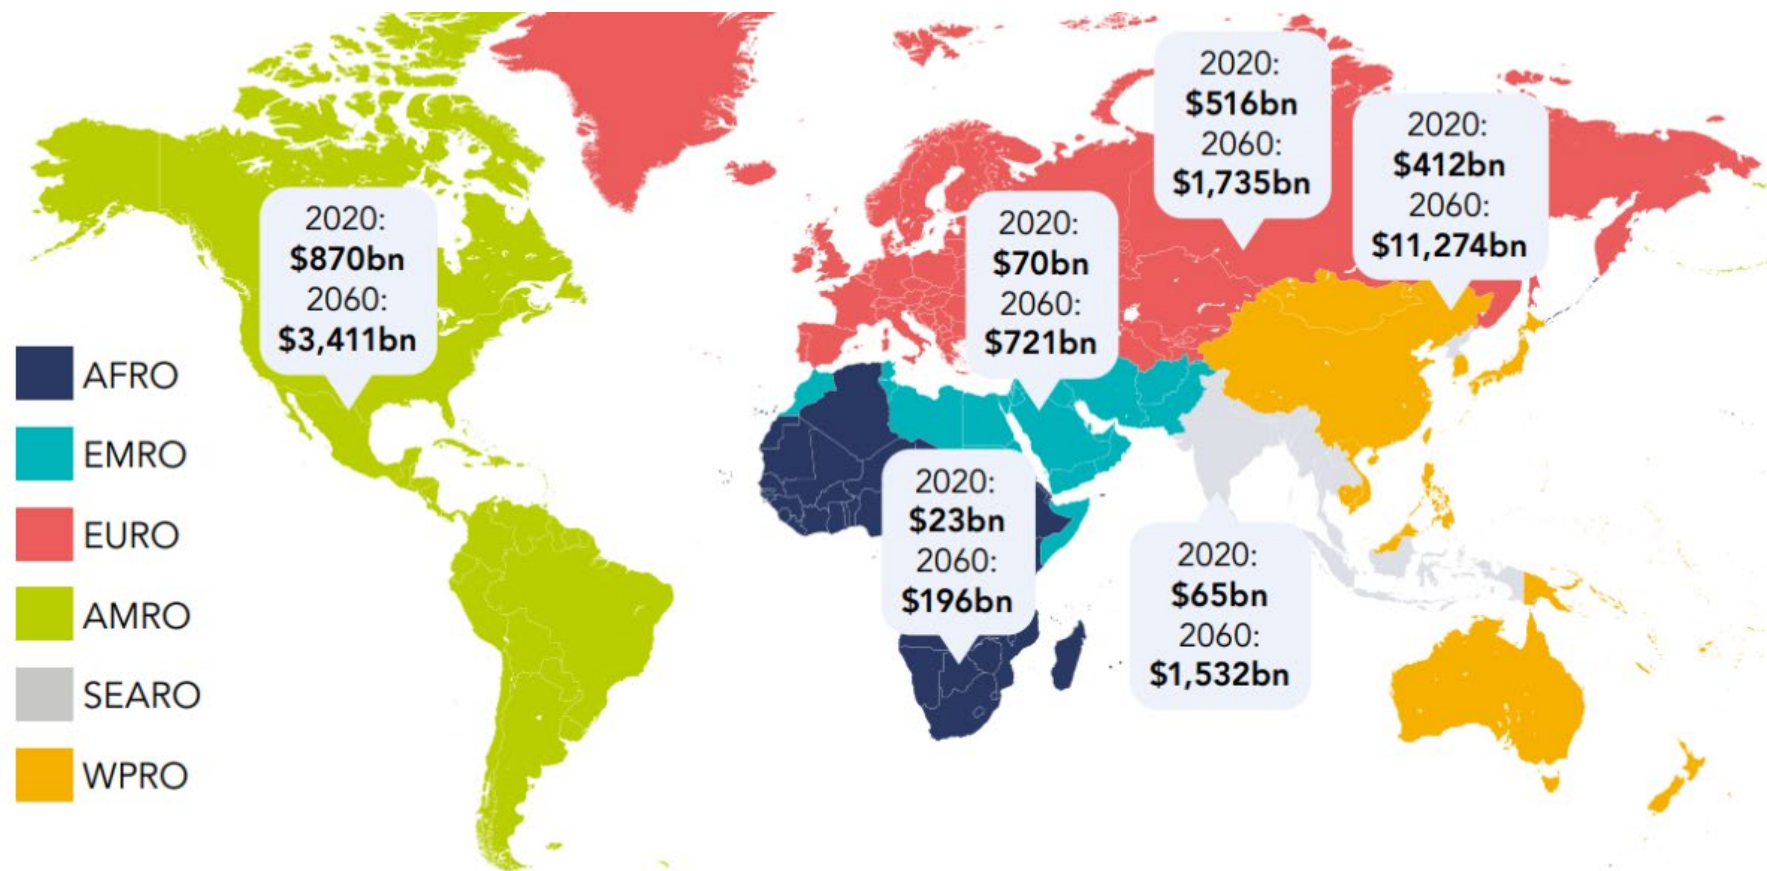 2020:
$516bn
2060:
$1,735bn
2020:
$412bn
2060:
$11,274bn
2020:
$870bn
2060:
$3,411bn
2020:
$70bn
2060:
$721bn
2020:
$23bn
2060:
$196bn
2020:
$65bn
2060:
$1,532bn
AFRO
EMRO
EURO
AMRO
SEARO
WPRO